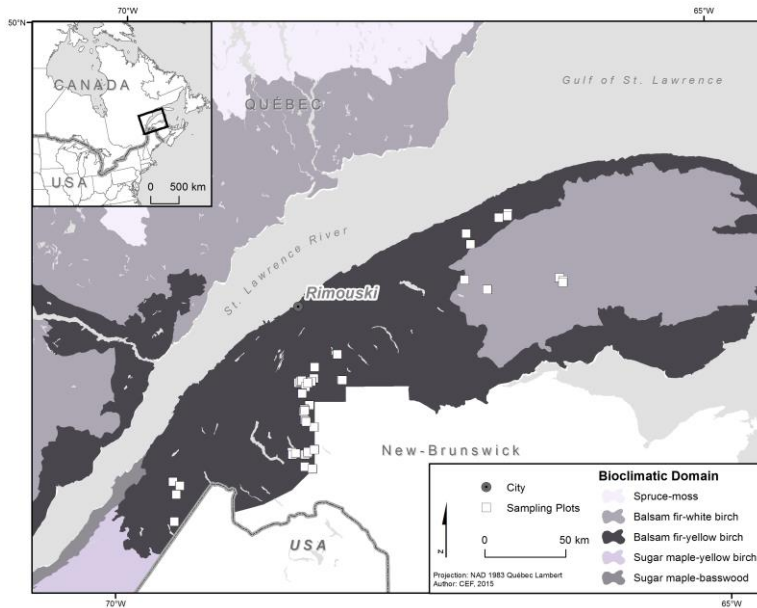 70°W
65°W
50°N
CANADA
QUÉBEC
Gulf of St. Lawrence
USA
0 500 km
St. Lawrence River
Rimouski
New-Brunswick
USA
City
Sampling Plots
Z
0 50 km
Projection: NAD 1983 Québec Lambert
Author: CEF, 2015
Bioclimatic Domain
Spruce-moss
Balsam fir-white birch
Balsam fir-yellow birch
Sugar maple-yellow birch
Sugar maple-basswood
70°W
65°W